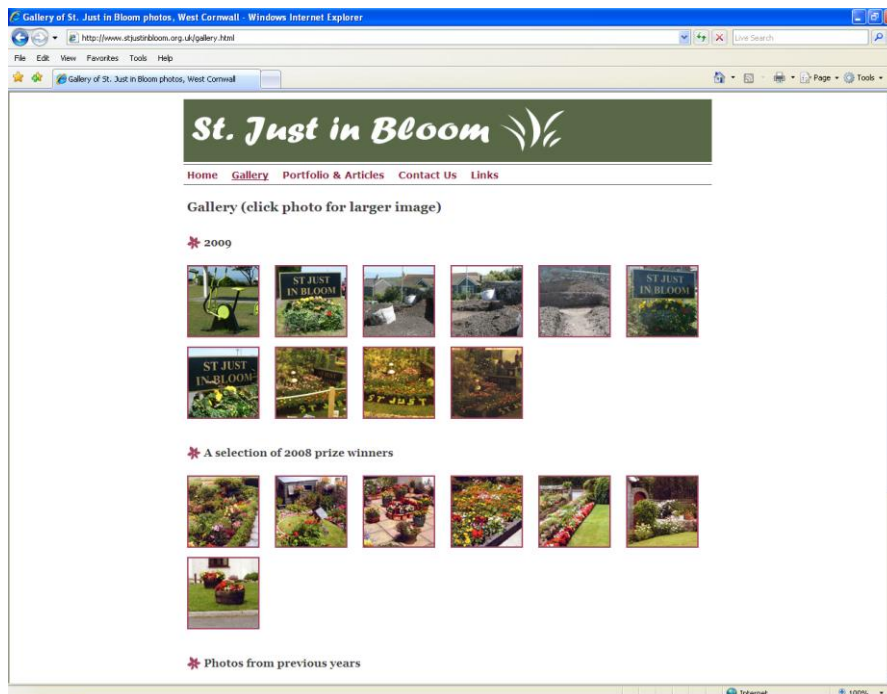 Gallery of St. Just in Bloom photos, West Cornwall - Windows Internet Explorer
http://www.stjustinbloom.org.uk/gallery.html
Live Search
File Edit View Favorites Tools Help
Gallery of St. Just in Bloom photos, West Cornwall
Page Tools
St. Just in Bloom
Home Gallery Portfolio & Articles Contact Us Links
Gallery (click photo for larger image)
2009
ST JUST
IN BLOOM
ST JUST
IN BLOOM
ST JUST
IN BLOOM
ST JUST
A selection of 2008 prize winners
Photos from previous years
Internet
100%